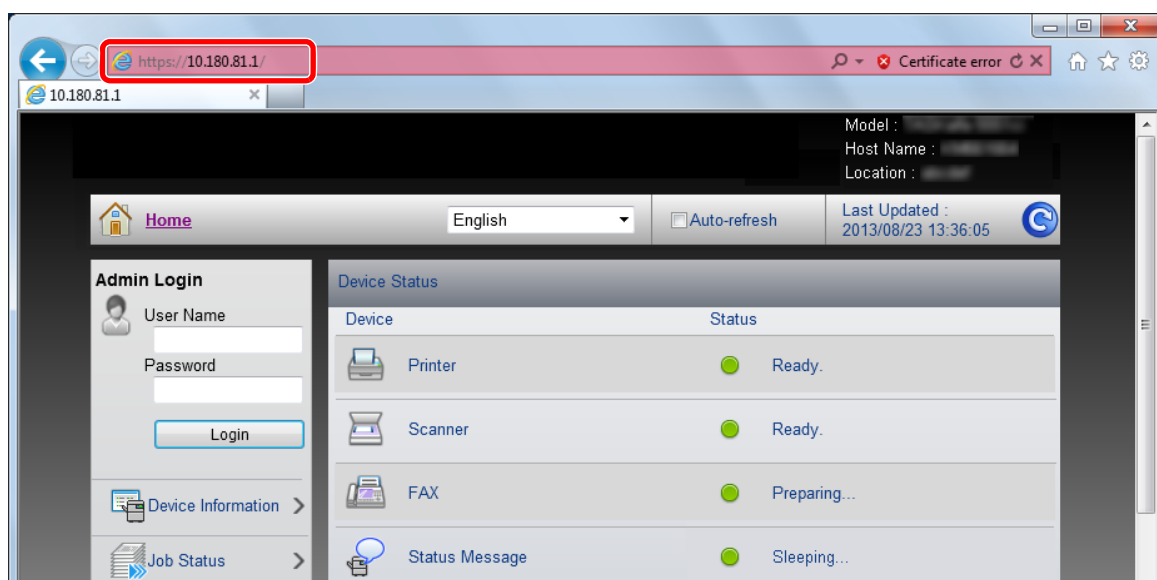 https://10.180.81.1/
Certificate error
10.180.81.1
Model :
Host Name :
Location :
Home
English
Auto-refresh
Last Updated :
2013/08/23 13:36:05
Admin Login
User Name
Password
Login
Device Information
Job Status
Device Status
Device Status
Printer Ready.
Scanner Ready.
FAX Preparing...
Status Message Sleeping...